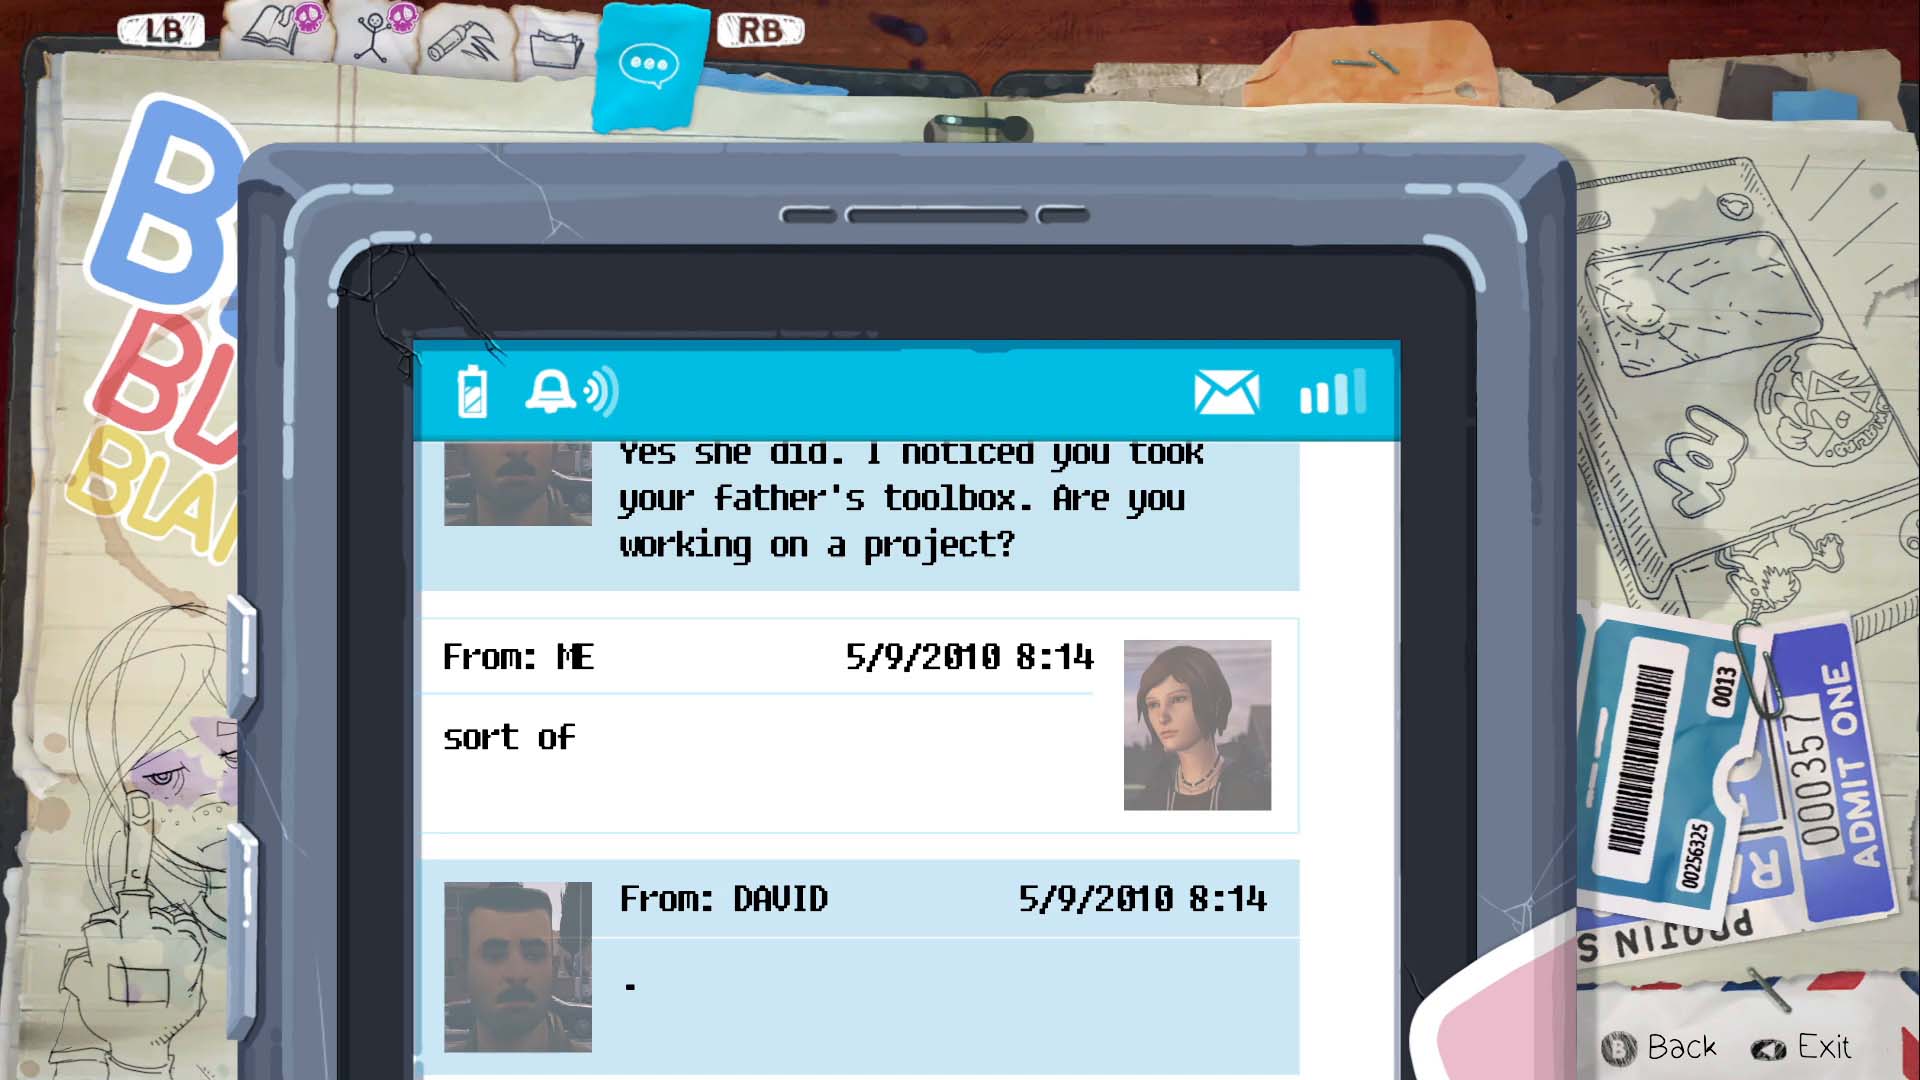 LB
RB
Yes she did. I noticed you took
your father's toolbox. Are you
working on a project?
From: ME
5/9/2010 8:14
sort of
From: DAVID
5/9/2010 8:14
.
0013
00256325
000357
ADMIT ONE
B Back
Exit